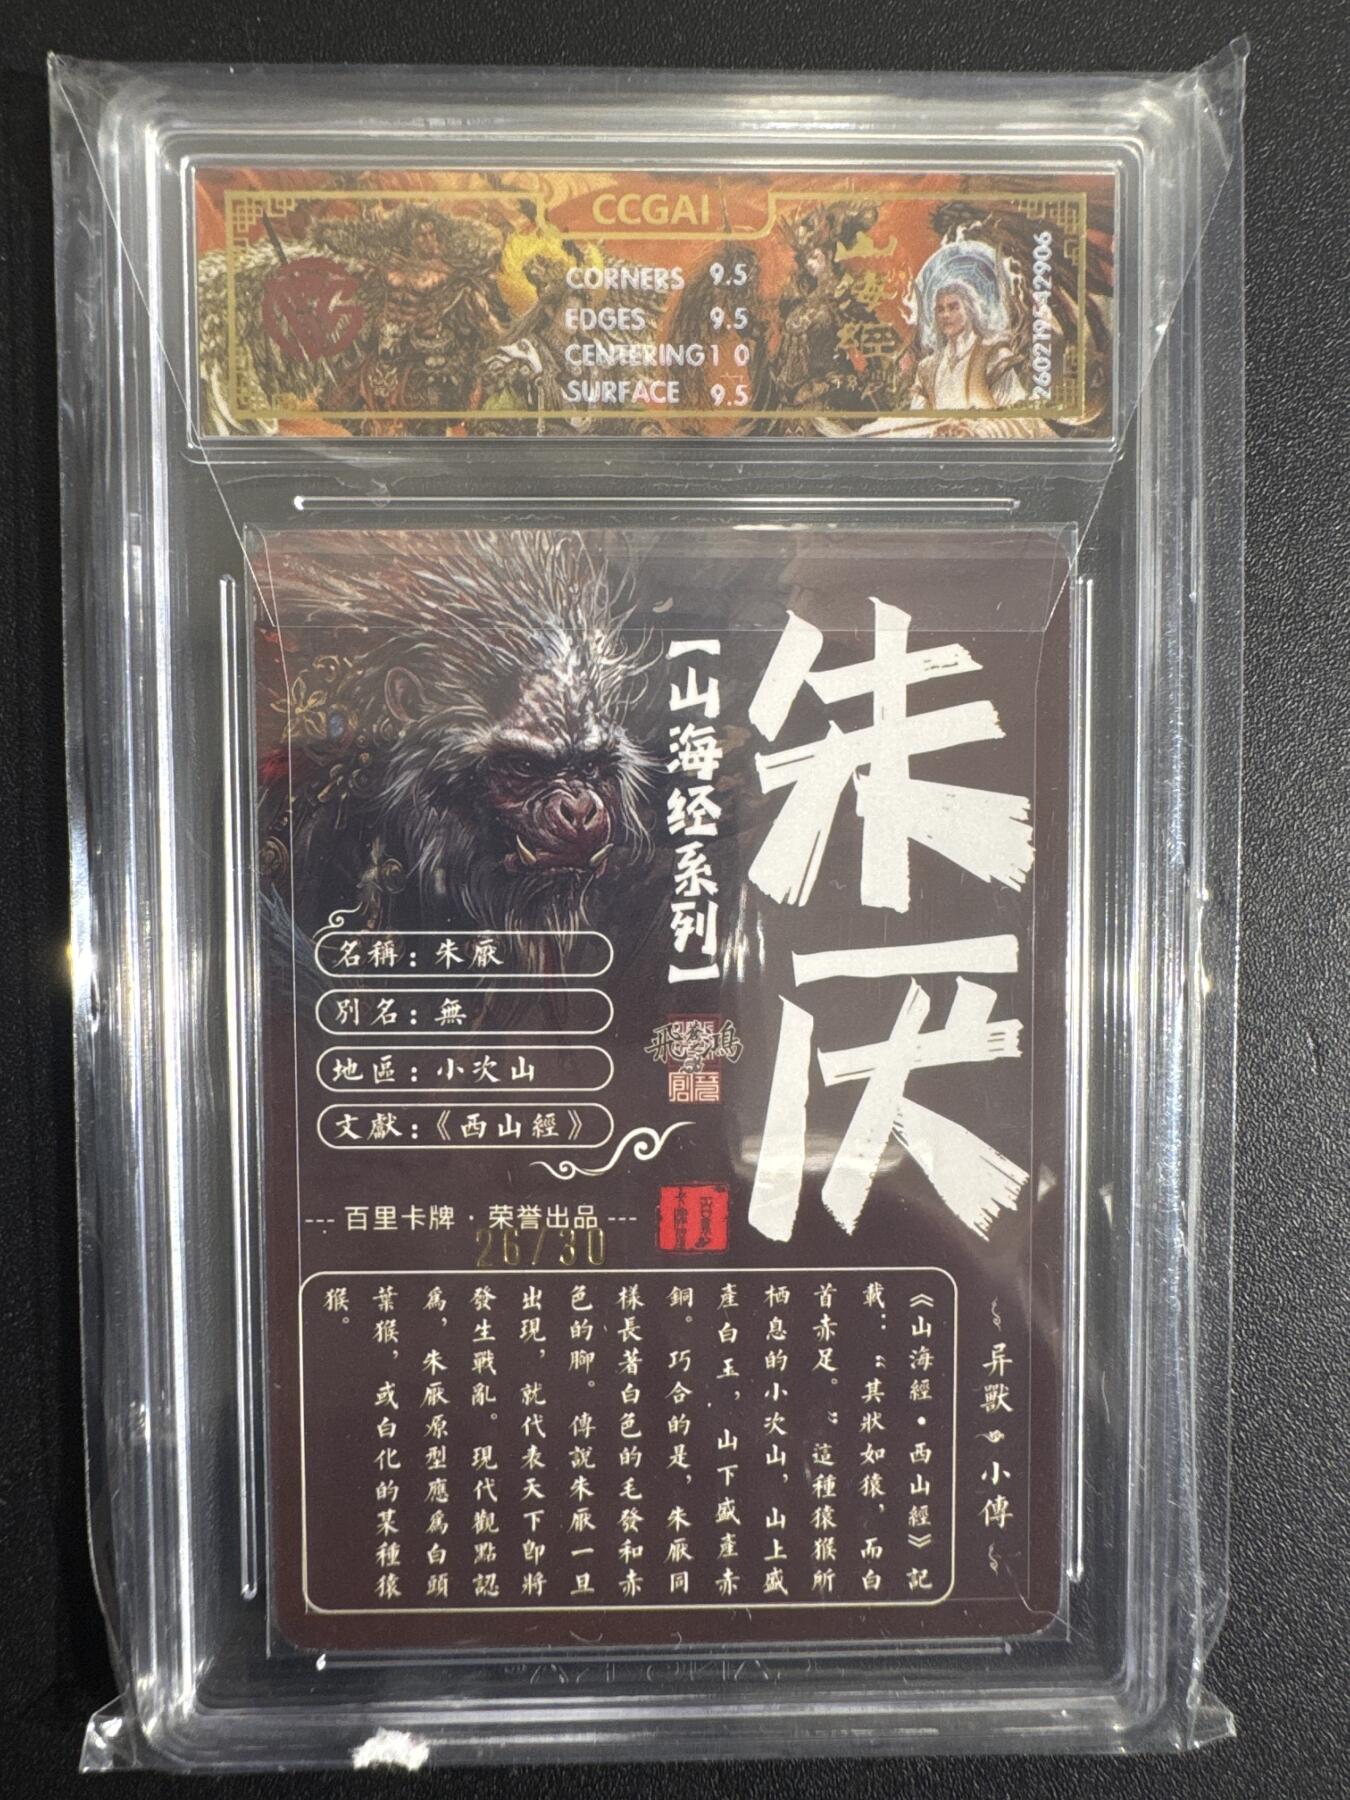 CCGAI
CORNERS 9.5
EDGES 9.5
CENTERING 10
SURFACE 9.5
山海经
260219542906
朱厌
【山海经系列】
飛鴻
名稱：朱厭
別名：無
地區：小次山
文獻：《西山經》
--- 百里卡牌 · 荣誉出品 ---
26/30
异獸小傳
《山海經·西山經》記
載：“其狀如猿，而白
首赤足。”這種猿猴所
栖息的小次山，山上盛
產白玉，山下盛產赤
銅。巧合的是，朱厭同
樣長著白色的毛發和赤
色的腳。傳說朱厭一旦
出現，就代表天下即將
發生戰亂。現代觀點認
爲，朱厭原型應爲白頭
葉猴，或白化的某種猿
猴。